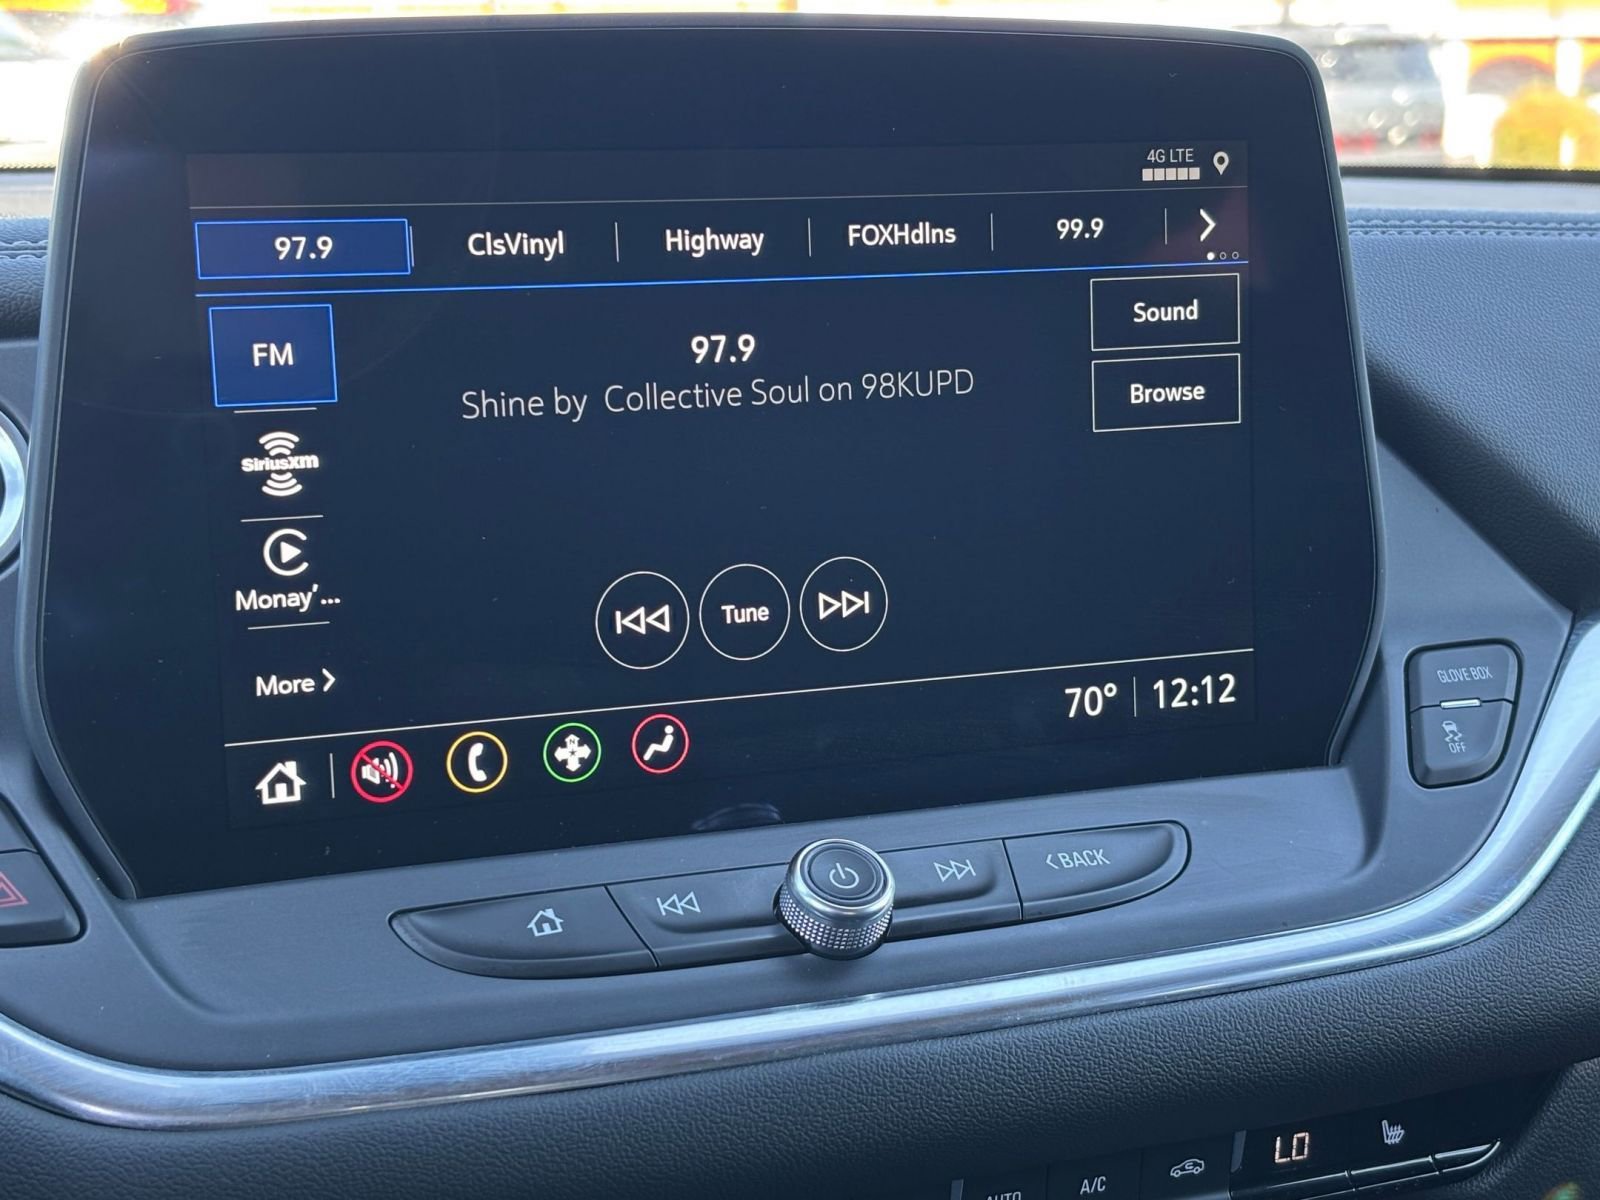 4G LTE
97.9 ClsVinyl Highway FOXHdlns 99.9
FM
97.9
Sound
Shine by Collective Soul on 98KUPD
Browse
SiriusXM
Monay'...
Tune
More
70° 12:12
N
GLOVE BOX
OFF
BACK
AUTO A/C LO